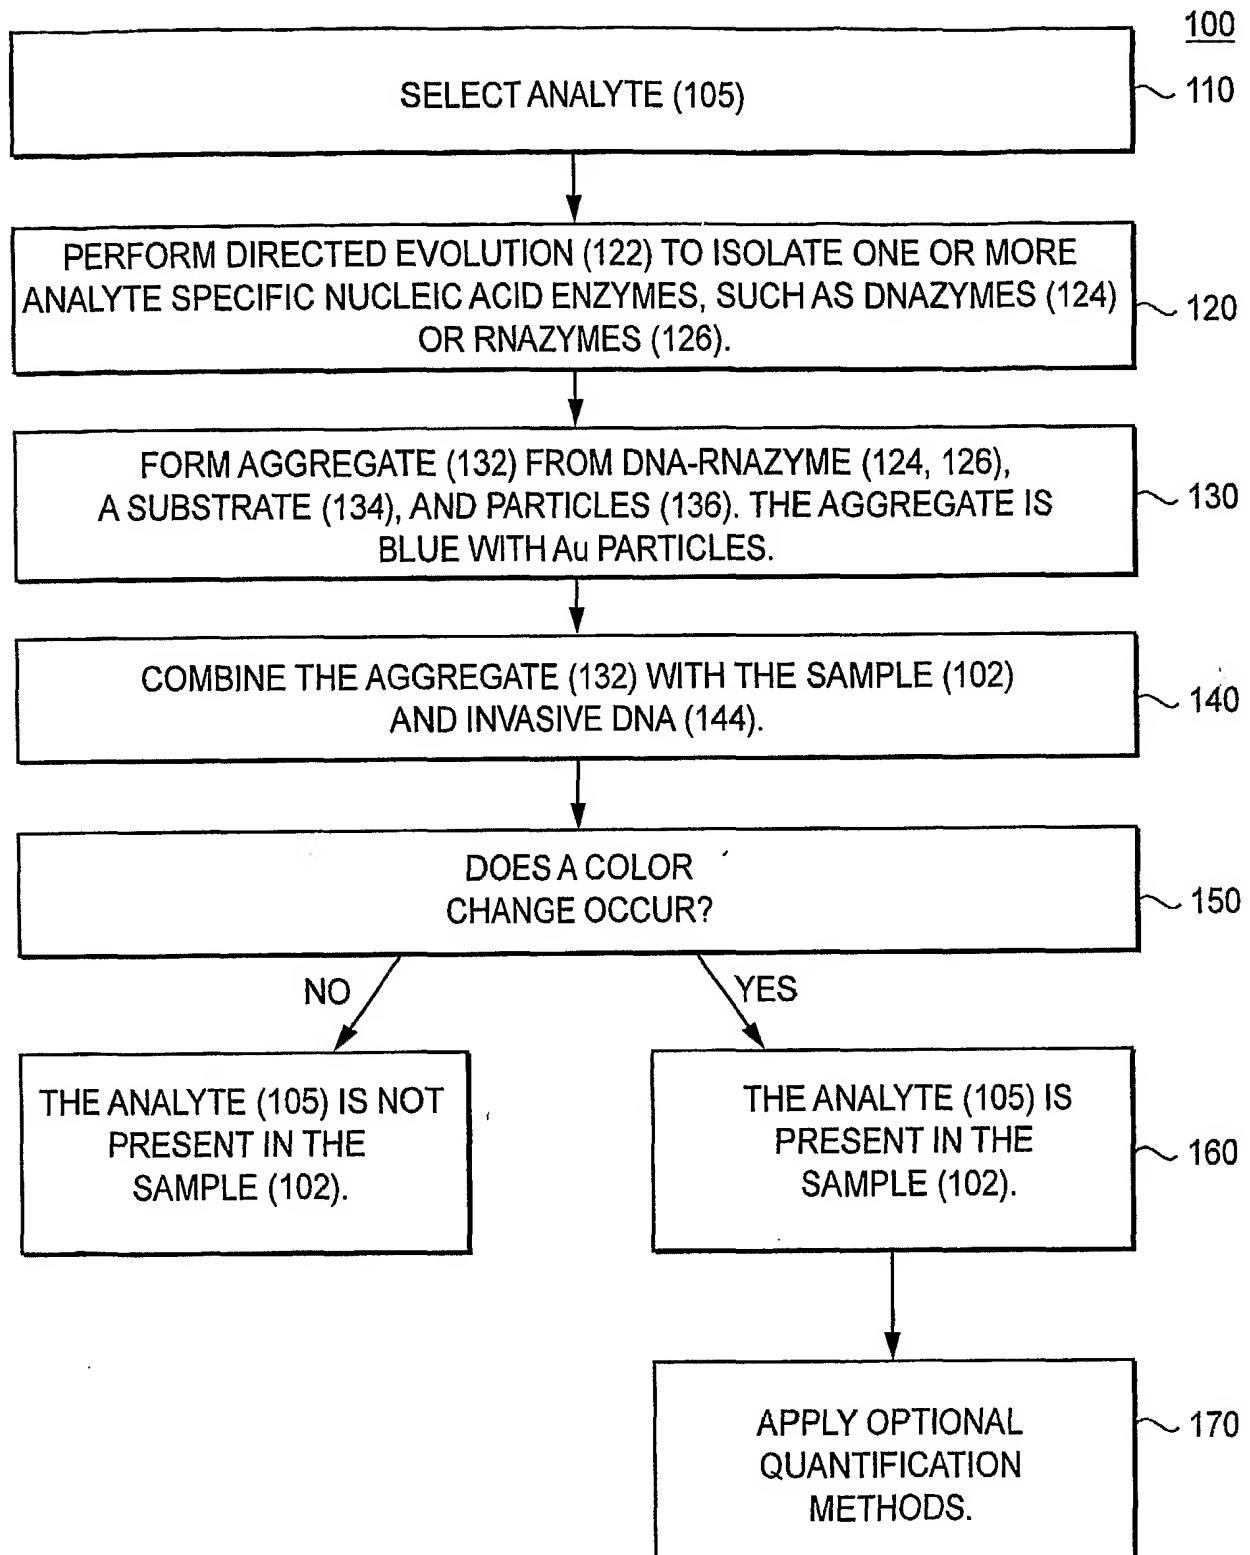 100
SELECT ANALYTE (105)
110
PERFORM DIRECTED EVOLUTION (122) TO ISOLATE ONE OR MORE
ANALYTE SPECIFIC NUCLEIC ACID ENZYMES, SUCH AS DNAZYMES (124)
OR RNAZYMES (126).
120
FORM AGGREGATE (132) FROM DNA-RNAZYME (124, 126),
A SUBSTRATE (134), AND PARTICLES (136). THE AGGREGATE IS
BLUE WITH Au PARTICLES.
130
COMBINE THE AGGREGATE (132) WITH THE SAMPLE (102)
AND INVASIVE DNA (144).
140
DOES A COLOR
CHANGE OCCUR?
150
NO
YES
THE ANALYTE (105) IS NOT
PRESENT IN THE
SAMPLE (102).
THE ANALYTE (105) IS
PRESENT IN THE
SAMPLE (102).
160
APPLY OPTIONAL
QUANTIFICATION
METHODS.
170